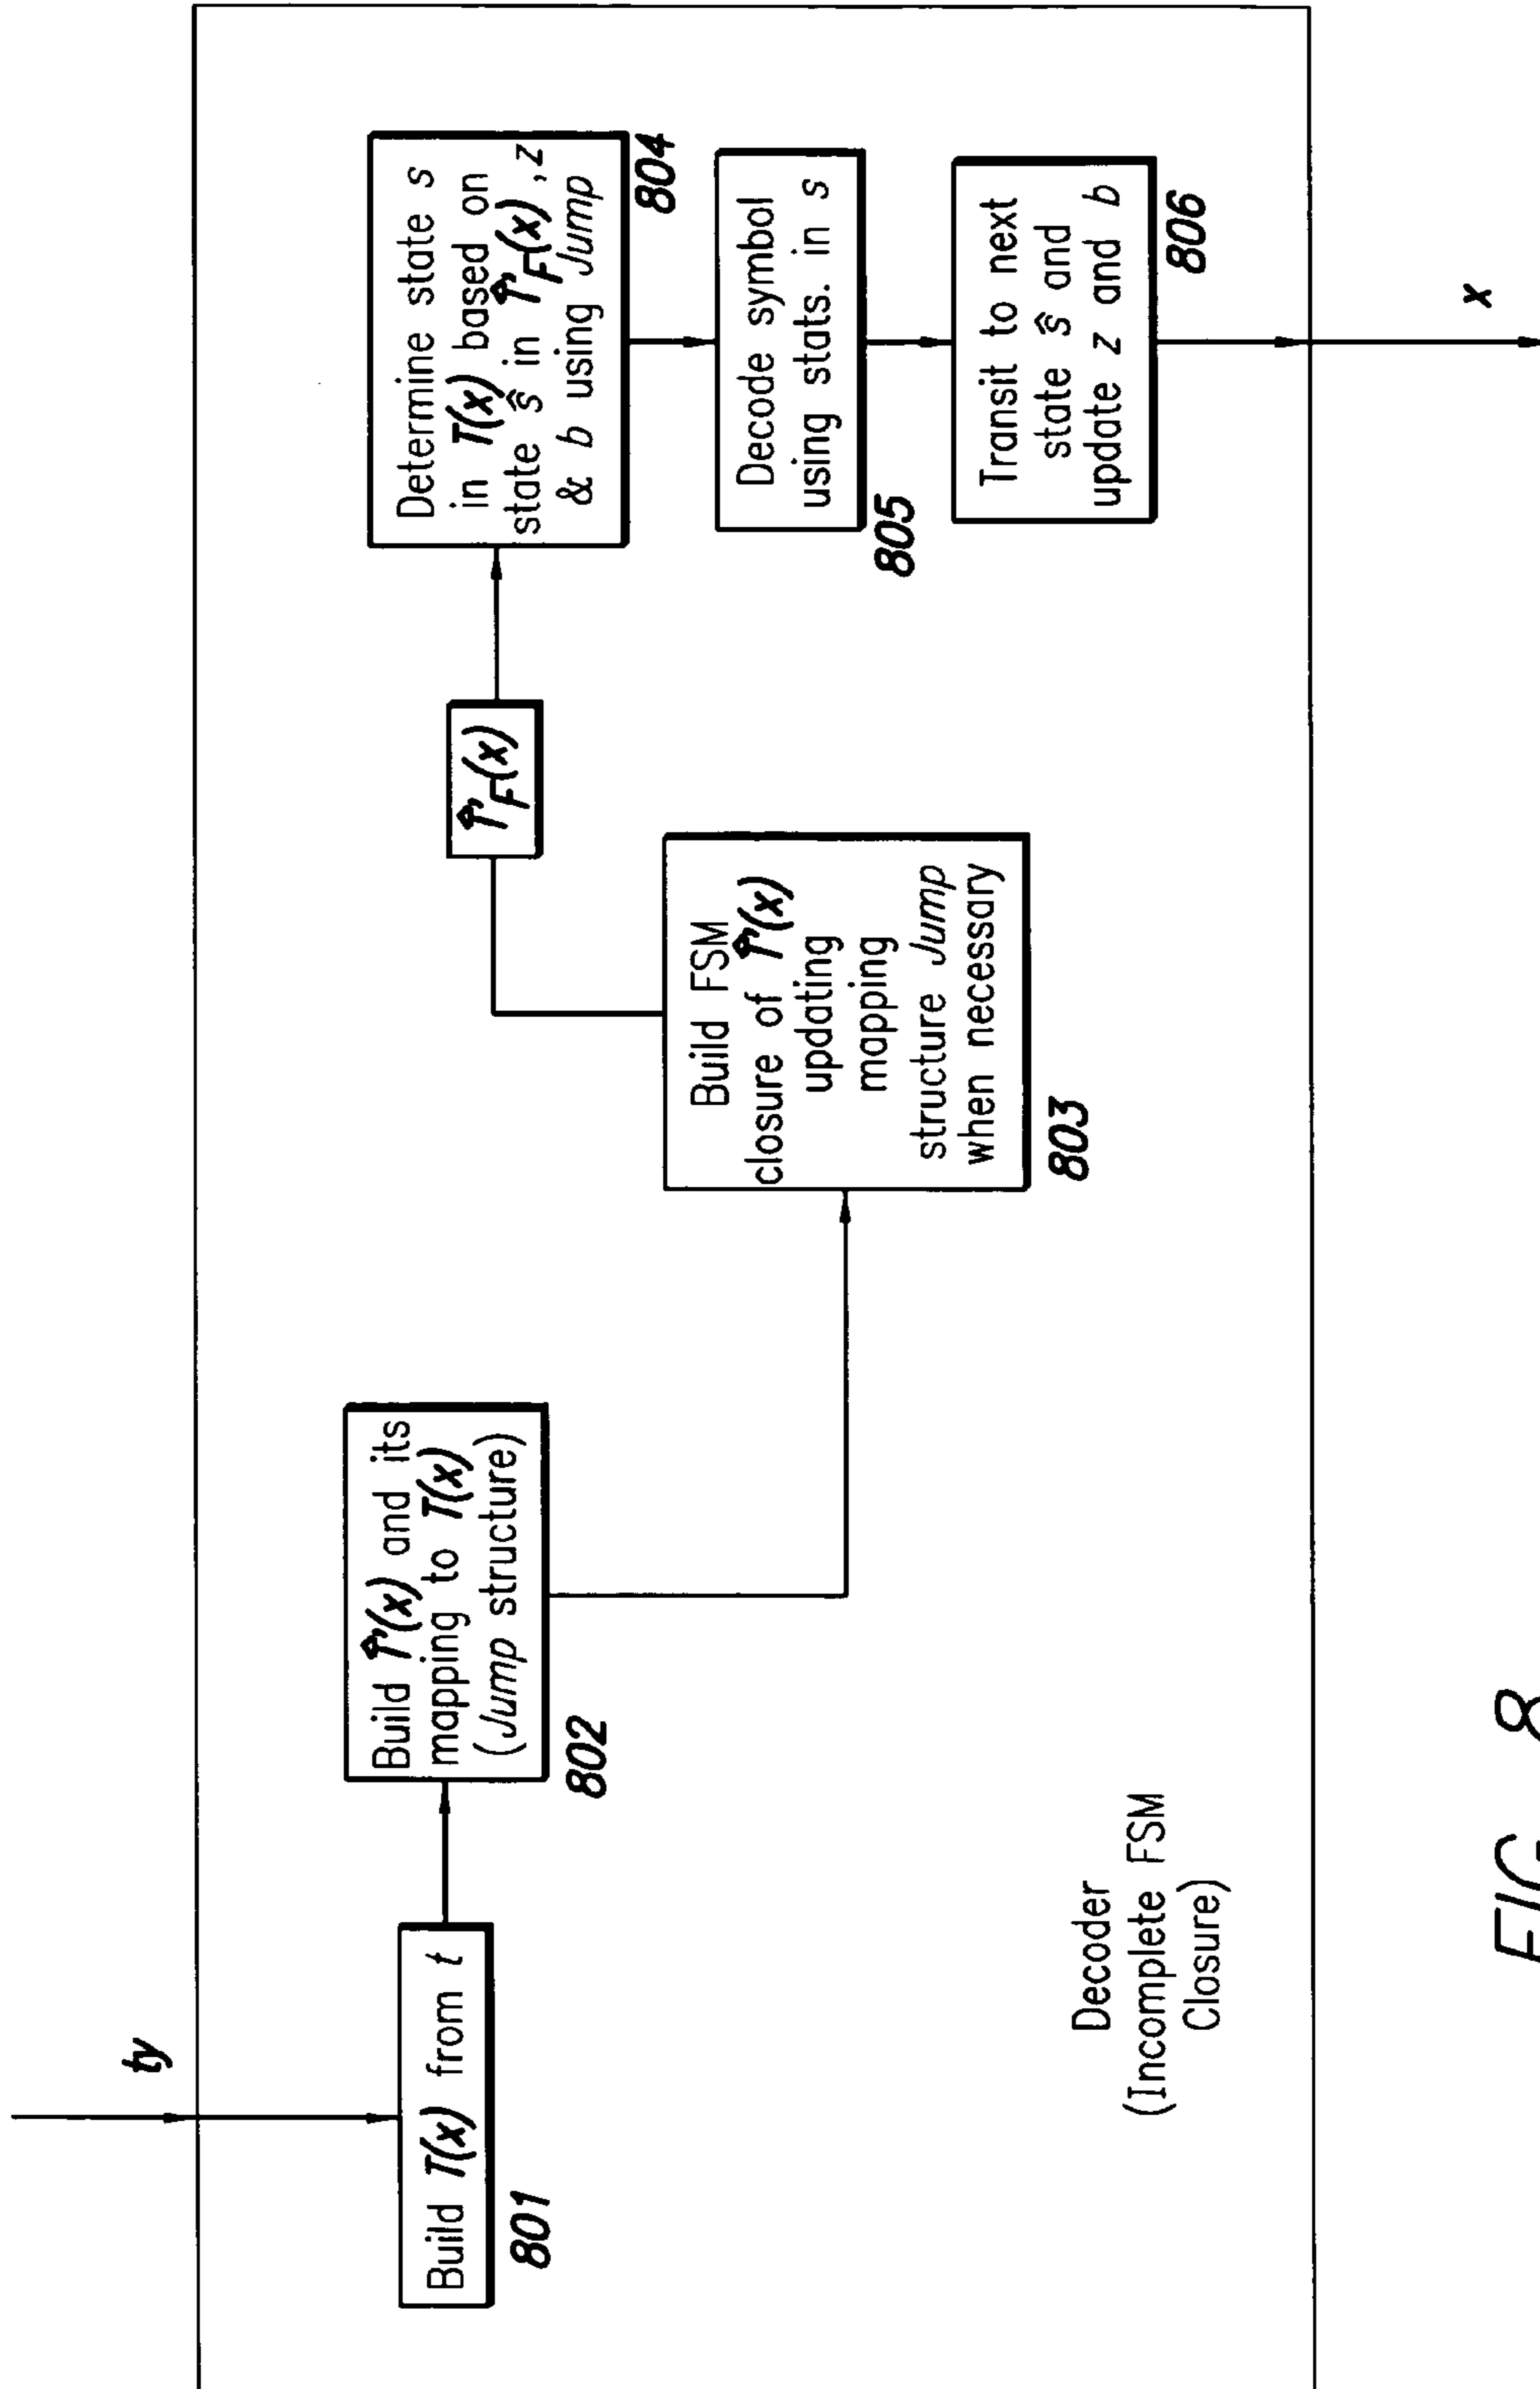 ty
Build T(x) from t
801
Build T̂'(x) and its
mapping to T(x)
(Jump structure)
802
Build FSM
closure of T̂'(x)
updating
mapping
structure Jump
when necessary
803
T̂'F(x)
Determine state s
in T(x) based on
state ŝ in T̂'F(x), z
& b using Jump
804
Decode symbol
using stats. in s
805
Transit to next
state ŝ and
update z and b
806
x
Decoder
(Incomplete FSM
Closure)
FIG. 8